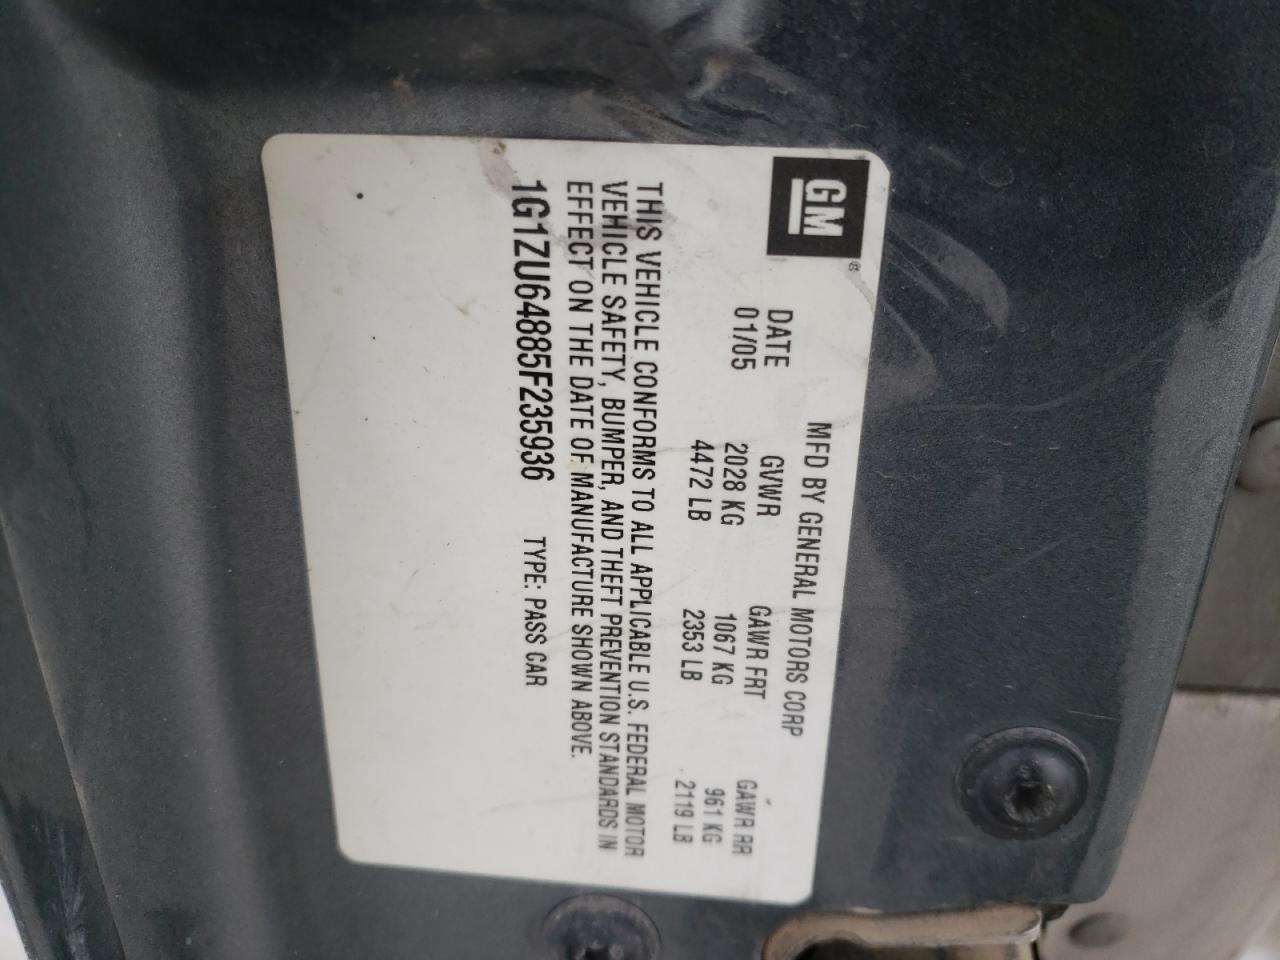 GM®
MFD BY GENERAL MOTORS CORP
DATE GVWR GAWR FRT GAWR RR
01/05 2028 KG 1067 KG 961 KG
4472 LB 2353 LB 2119 LB
THIS VEHICLE CONFORMS TO ALL APPLICABLE U.S. FEDERAL MOTOR
VEHICLE SAFETY, BUMPER, AND THEFT PREVENTION STANDARDS IN
EFFECT ON THE DATE OF MANUFACTURE SHOWN ABOVE.
1G1ZU64885F235936 TYPE: PASS CAR